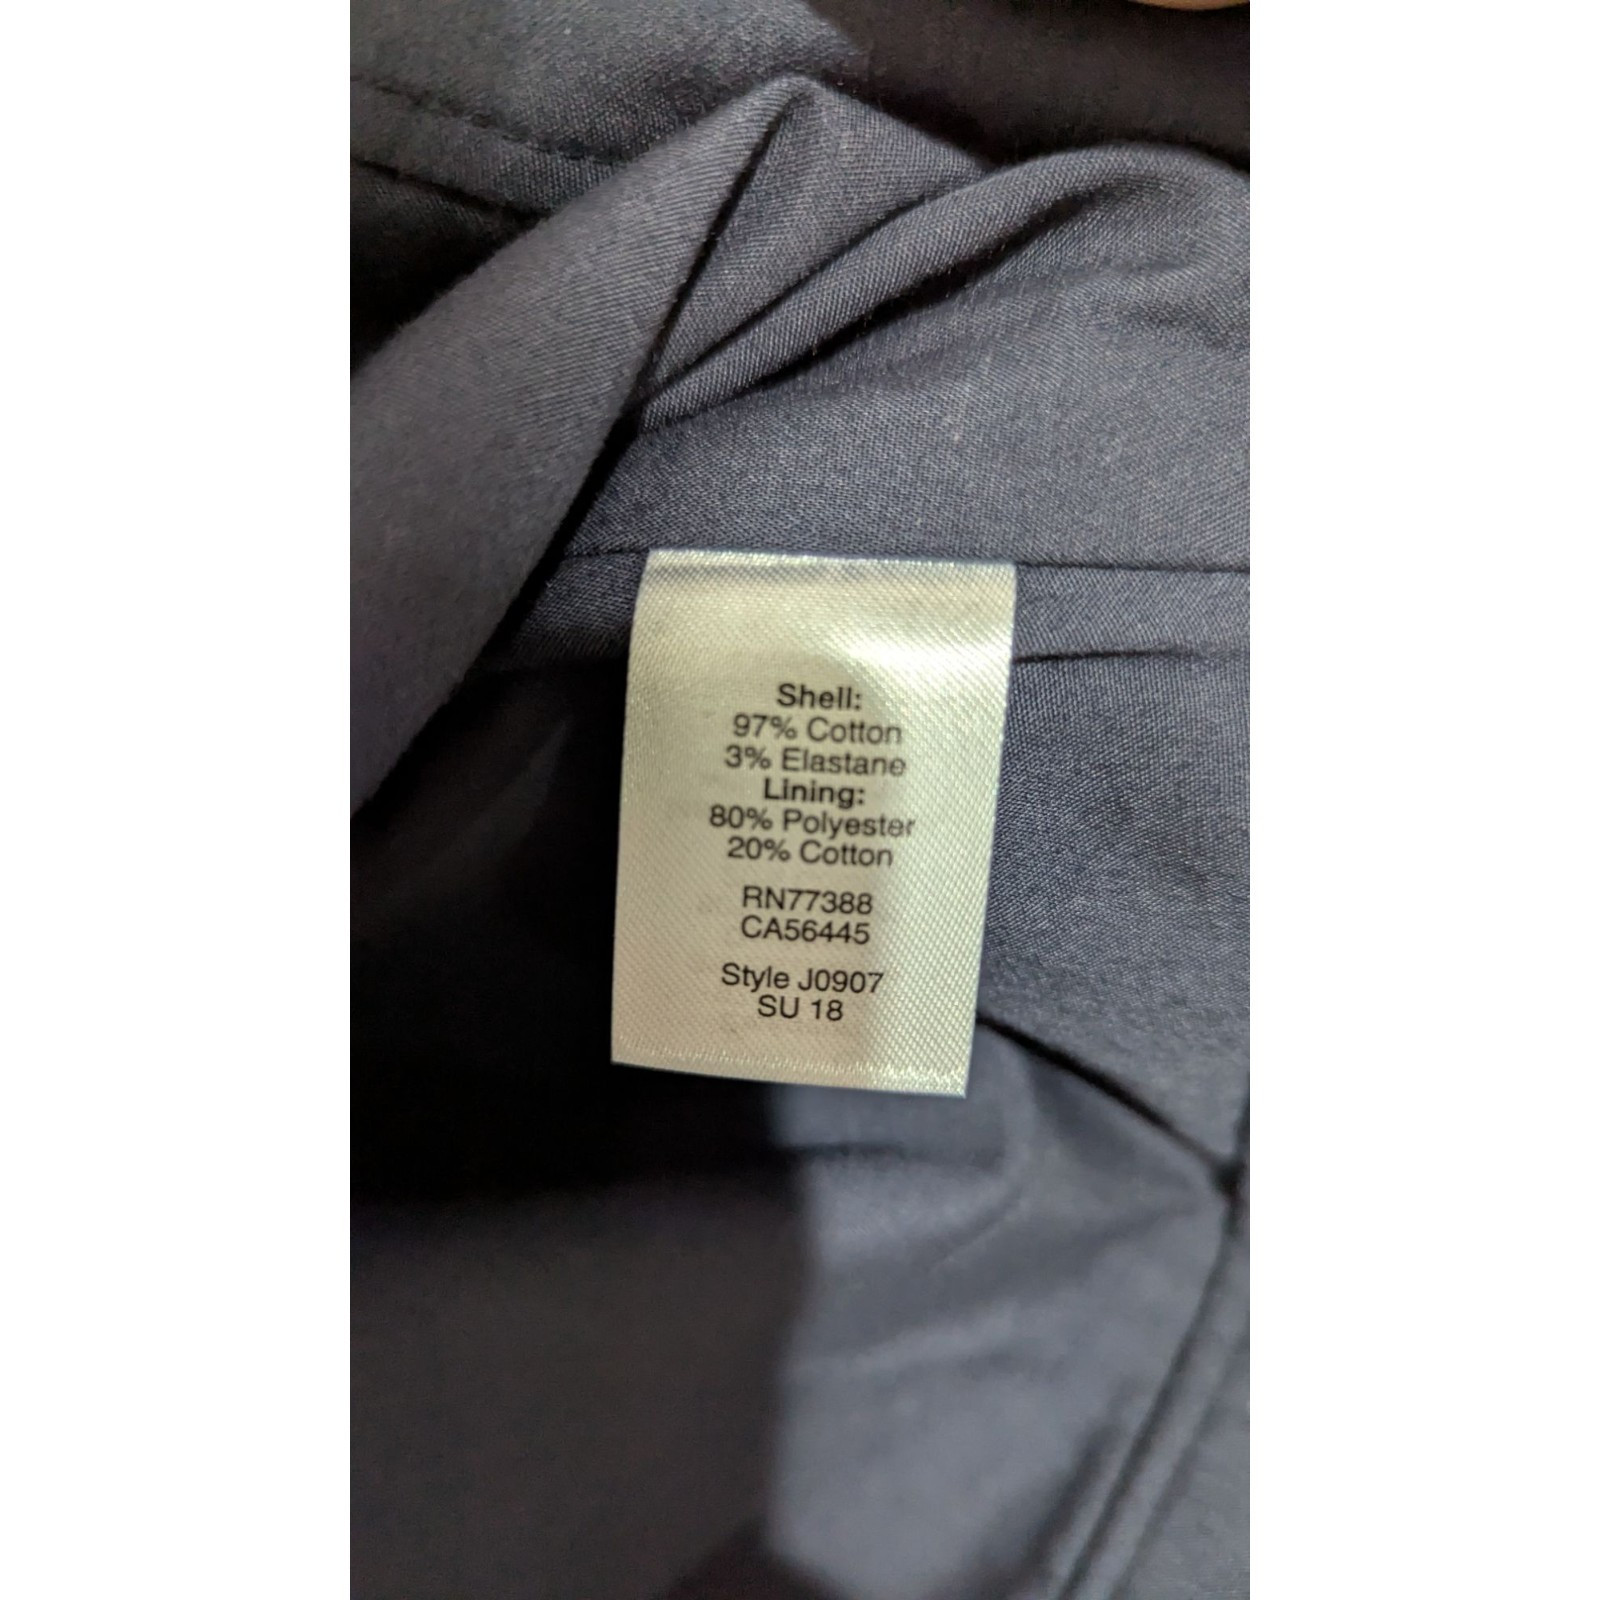 Shell:
97% Cotton
3% Elastane
Lining:
80% Polyester
20% Cotton
RN77388
CA56445
Style J0907
SU 18